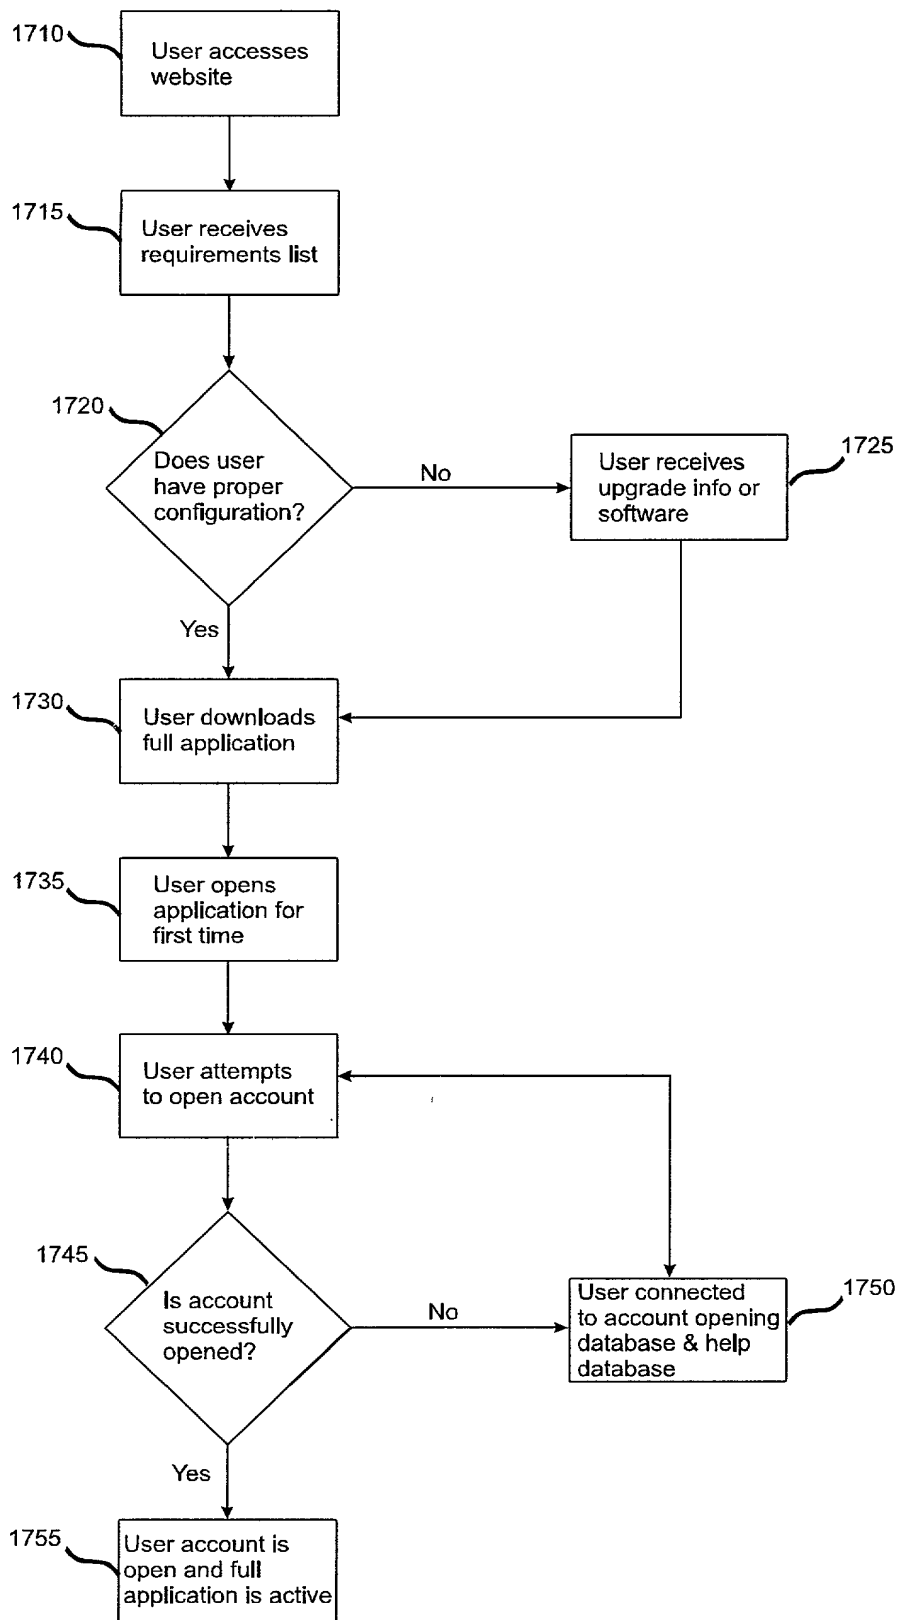 1710
User accesses
website
1715
User receives
requirements list
1720
Does user
have proper
configuration?
No
User receives
upgrade info or
software
1725
Yes
1730
User downloads
full application
1735
User opens
application for
first time
1740
User attempts
to open account
1745
Is account
successfully
opened?
No
User connected
to account opening
database & help
database
1750
Yes
1755
User account is
open and full
application is active